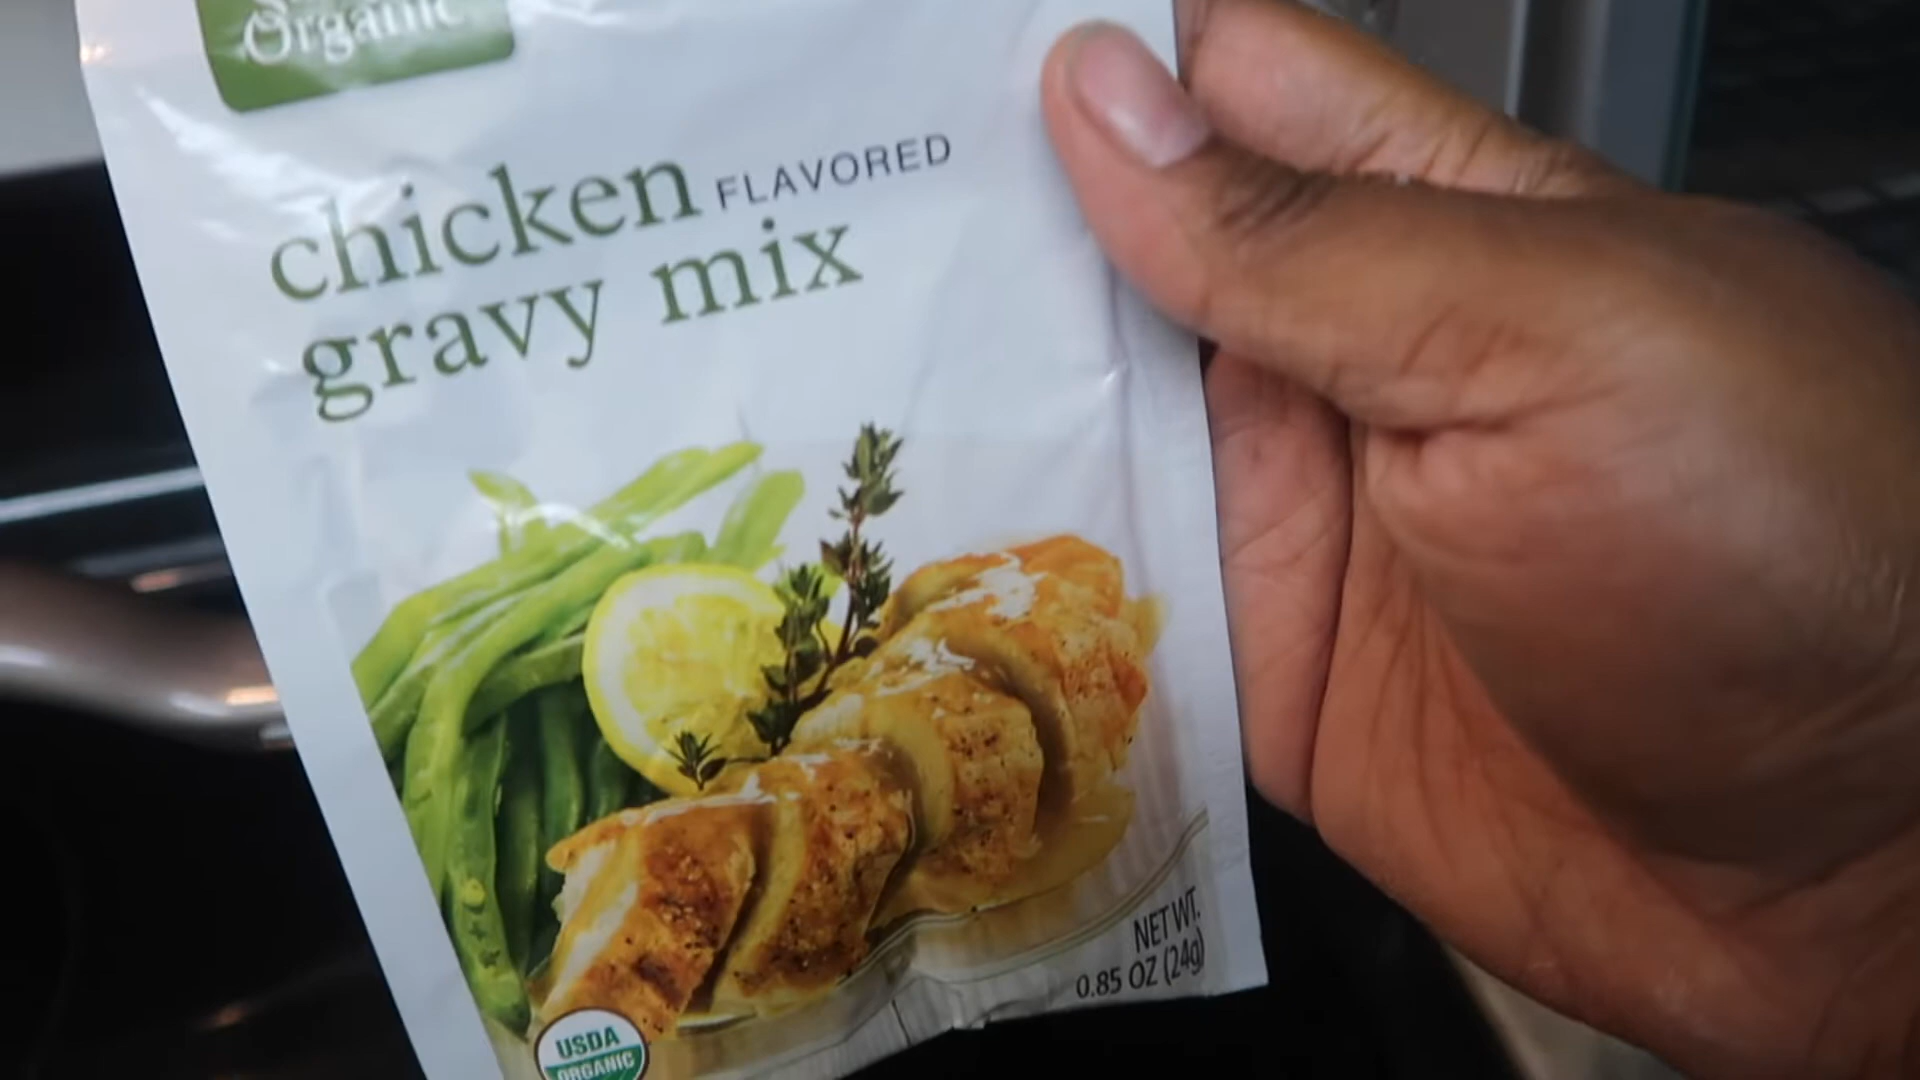 Organic
chicken FLAVORED
gravy mix
NET WT.
0.85 OZ (24g)
USDA
ORGANIC